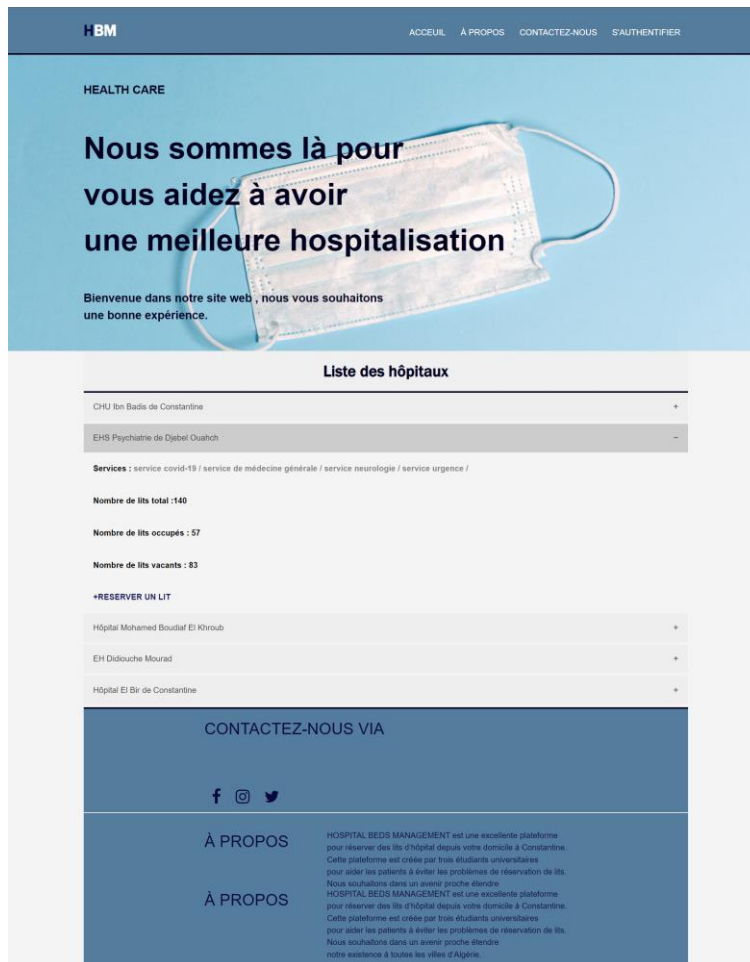 HBM
ACCEUIL À PROPOS CONTACTEZ-NOUS S'AUTHENTIFIER
HEALTH CARE
Nous sommes là pour
vous aidez à avoir
une meilleure hospitalisation
Bienvenue dans notre site web , nous vous souhaitons
une bonne expérience.
Liste des hôpitaux
CHU Ibn Badis de Constantine +
EHS Psychiatrie de Djebel Ouahch −
Services : service covid-19 / service de médecine générale / service neurologie / service urgence /
Nombre de lits total :140
Nombre de lits occupés : 57
Nombre de lits vacants : 83
+RESERVER UN LIT
Hôpital Mohamed Boudiaf El Khroub +
EH Didiouche Mourad +
Hôpital El Bir de Constantine +
CONTACTEZ-NOUS VIA
À PROPOS
HOSPITAL BEDS MANAGEMENT est une excellente plateforme
pour réserver des lits d'hôpital depuis votre domicile à Constantine.
Cette plateforme est créée par trois étudiants universitaires
pour aider les patients à éviter les problèmes de réservation de lits.
Nous souhaitons dans un avenir proche étendre
À PROPOS
HOSPITAL BEDS MANAGEMENT est une excellente plateforme
pour réserver des lits d'hôpital depuis votre domicile à Constantine.
Cette plateforme est créée par trois étudiants universitaires
pour aider les patients à éviter les problèmes de réservation de lits.
Nous souhaitons dans un avenir proche étendre
notre existence à toutes les villes d'Algérie.